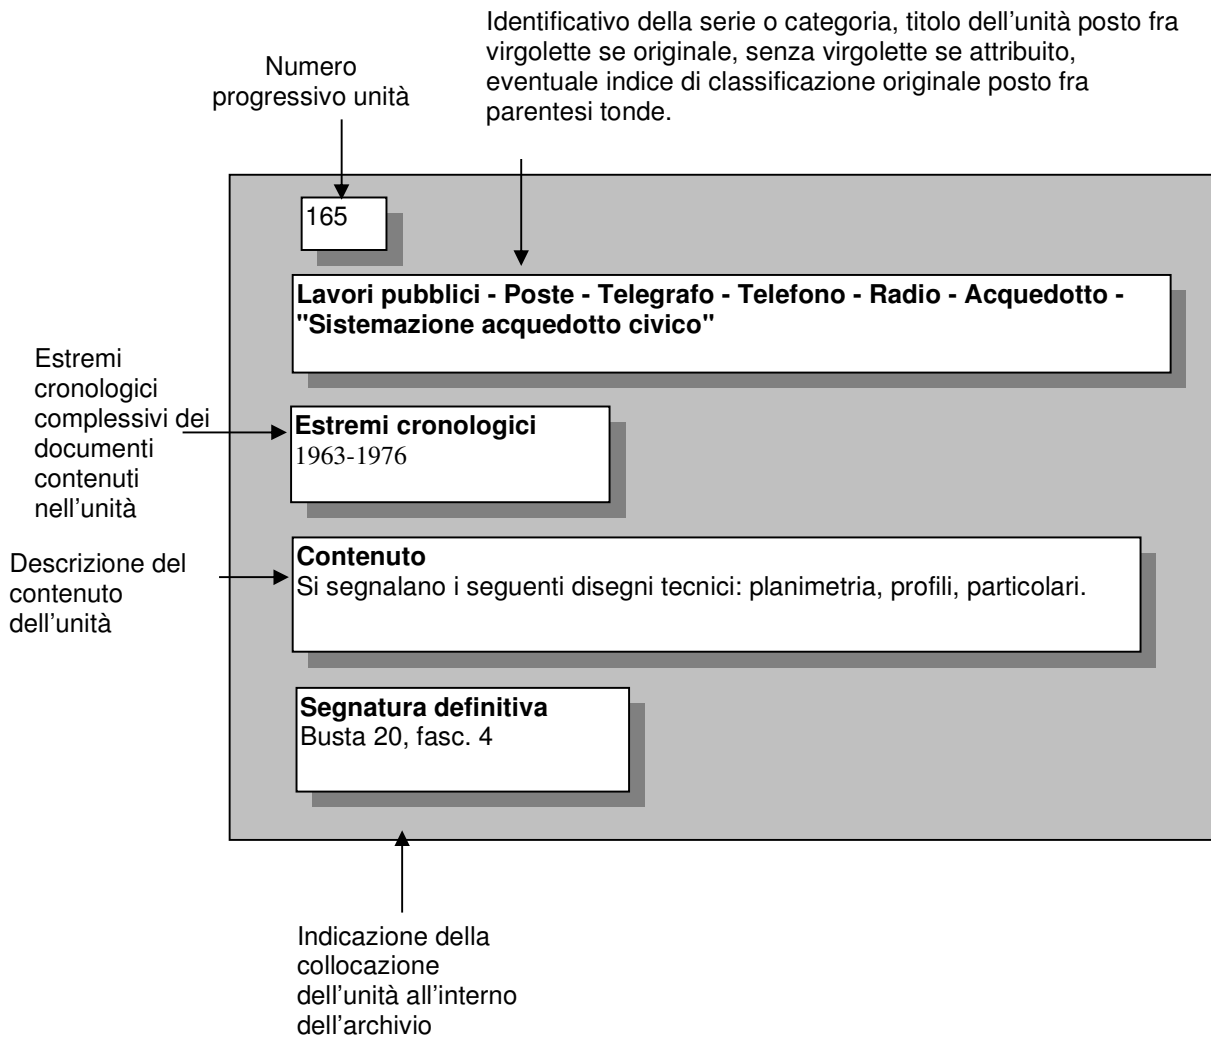 Identificativo della serie o categoria, titolo dell’unità posto fra
virgolette se originale, senza virgolette se attribuito,
eventuale indice di classificazione originale posto fra
parentesi tonde.
Numero
progressivo unità
165
Lavori pubblici - Poste - Telegrafo - Telefono - Radio - Acquedotto -
"Sistemazione acquedotto civico"
Estremi
cronologici
complessivi dei
documenti
contenuti
nell’unità
Estremi cronologici
1963-1976
Descrizione del
contenuto
dell’unità
Contenuto
Si segnalano i seguenti disegni tecnici: planimetria, profili, particolari.
Segnatura definitiva
Busta 20, fasc. 4
Indicazione della
collocazione
dell’unità all’interno
dell’archivio